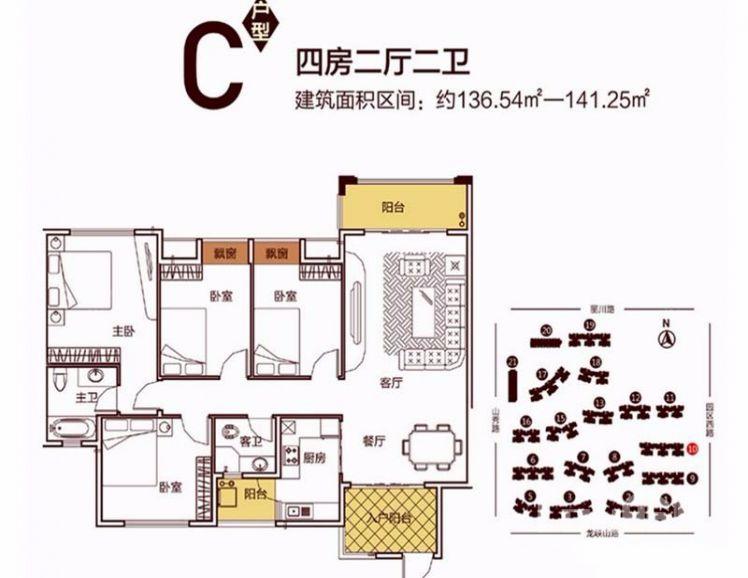 C
户型
四房二厅二卫
建筑面积区间：约136.54㎡—141.25㎡
阳台
飘窗
飘窗
卧室
卧室
主卧
客厅
主卫
客卫
厨房
餐厅
卧室
阳台
入户阳台
N
山秀路
园区西路
龙峡山路
20
19
21
17
18
16
15
13
12
11
10
6
7
8
9
5
3
2
1